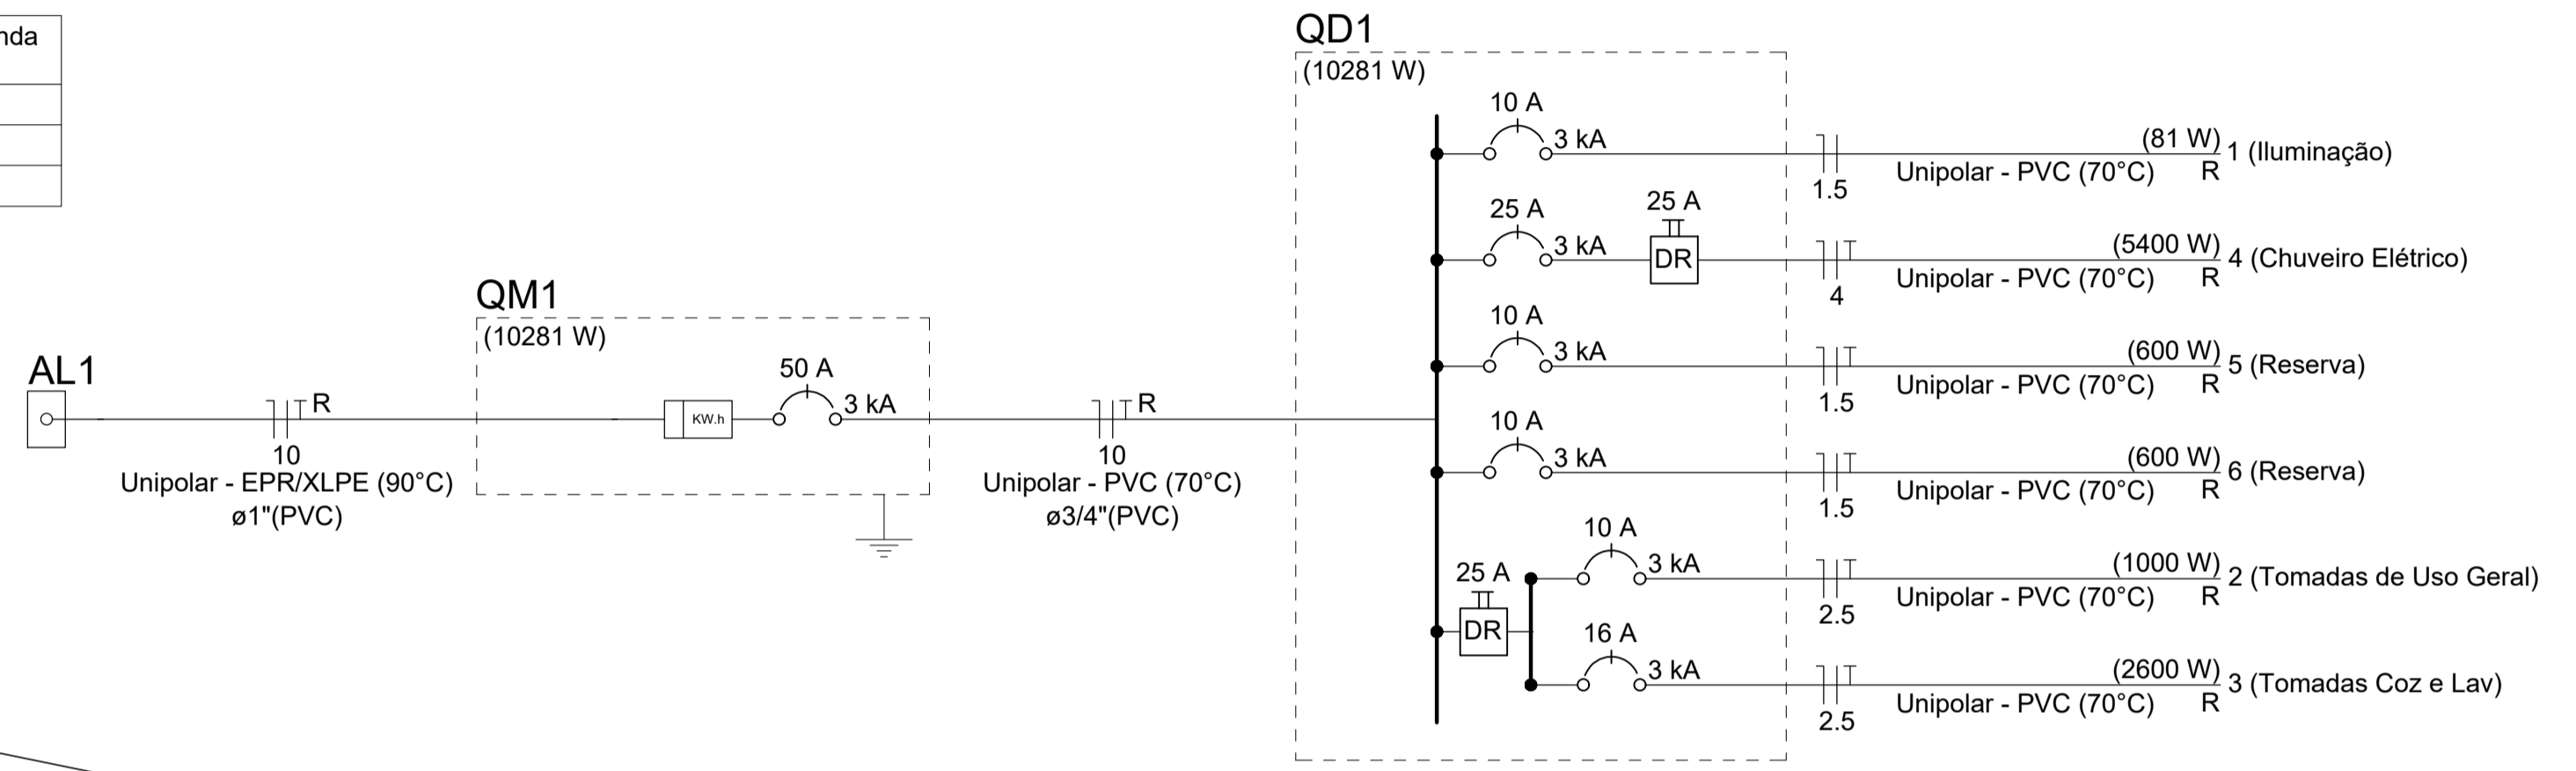 nda
AL1
R
10
Unipolar - EPR/XLPE (90°C)
ø1"(PVC)
QM1
(10281 W)
KW.h
50 A
3 kA
R
10
Unipolar - PVC (70°C)
ø3/4"(PVC)
QD1
(10281 W)
10 A
3 kA
1.5
(81 W)
Unipolar - PVC (70°C) R
1 (Iluminação)
25 A
3 kA
25 A
DR
4
(5400 W)
Unipolar - PVC (70°C) R
4 (Chuveiro Elétrico)
10 A
3 kA
1.5
(600 W)
Unipolar - PVC (70°C) R
5 (Reserva)
10 A
3 kA
1.5
(600 W)
Unipolar - PVC (70°C) R
6 (Reserva)
25 A
DR
10 A
3 kA
2.5
(1000 W)
Unipolar - PVC (70°C) R
2 (Tomadas de Uso Geral)
16 A
3 kA
2.5
(2600 W)
Unipolar - PVC (70°C) R
3 (Tomadas Coz e Lav)